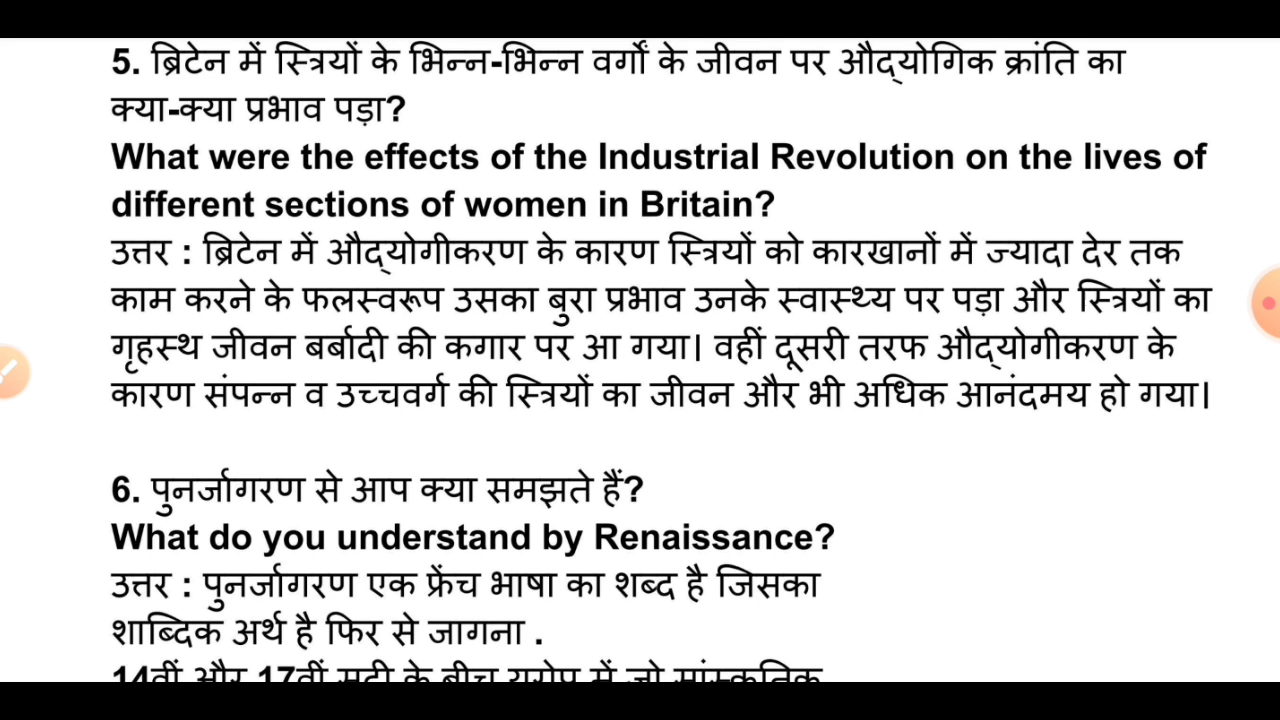 5. ब्रिटेन में स्त्रियों के भिन्न-भिन्न वर्गों के जीवन पर औद्योगिक क्रांति का
क्या-क्या प्रभाव पड़ा?
What were the effects of the Industrial Revolution on the lives of
different sections of women in Britain?
उत्तर : ब्रिटेन में औद्योगीकरण के कारण स्त्रियों को कारखानों में ज्यादा देर तक
काम करने के फलस्वरूप उसका बुरा प्रभाव उनके स्वास्थ्य पर पड़ा और स्त्रियों का
गृहस्थ जीवन बर्बादी की कगार पर आ गया। वहीं दूसरी तरफ औद्योगीकरण के
कारण संपन्न व उच्चवर्ग की स्त्रियों का जीवन और भी अधिक आनंदमय हो गया।
6. पुनर्जागरण से आप क्या समझते हैं?
What do you understand by Renaissance?
उत्तर : पुनर्जागरण एक फ्रेंच भाषा का शब्द है जिसका
शाब्दिक अर्थ है फिर से जागना .
14वीं और 17वीं सदी के बीच यूरोप में जो सांस्कृतिक